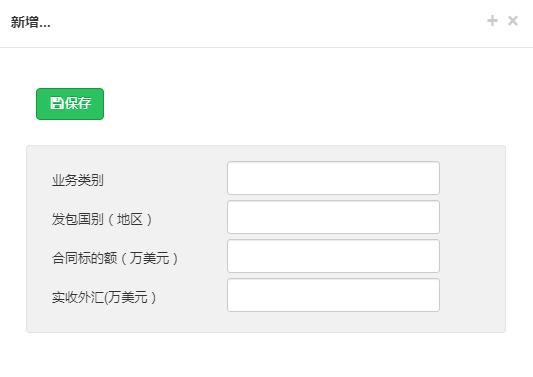 新增...
保存
业务类别
发包国别（地区）
合同标的额（万美元）
实收外汇(万美元）